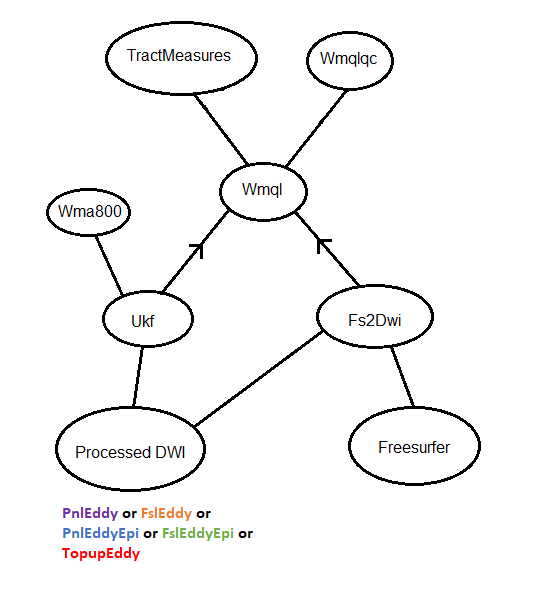 TractMeasures
Wmqlqc
Wmql
Wma800
Ukf
Fs2Dwi
Processed DWI
Freesurfer
PnlEddy or FslEddy or
PnlEddyEpi or FslEddyEpi or
TopupEddy